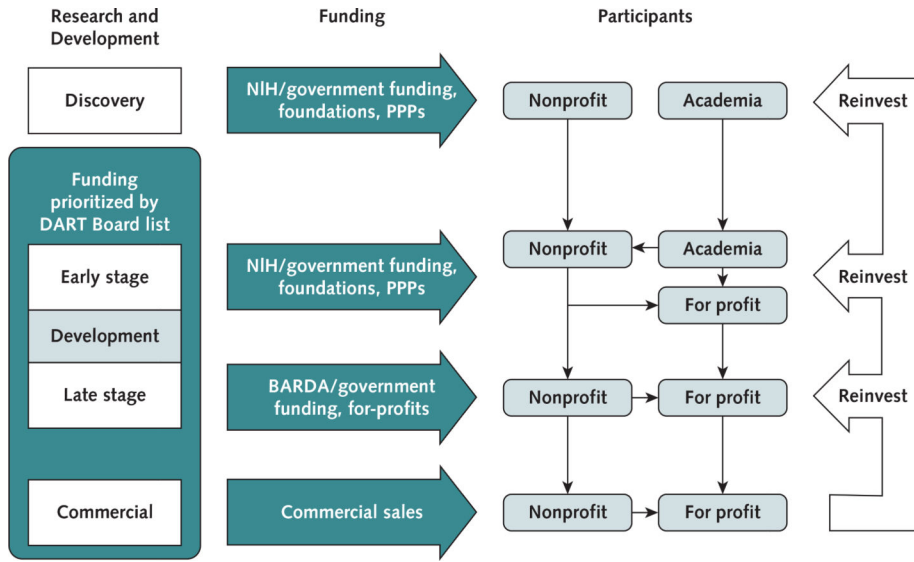 Research and
Development
Funding
Participants
Discovery
NIH/government funding,
foundations, PPPs
Nonprofit
Academia
Reinvest
Funding
prioritized by
DART Board list
Early stage
NIH/government funding,
foundations, PPPs
Nonprofit
Academia
Reinvest
For profit
Development
Late stage
BARDA/government
funding, for-profits
Nonprofit
For profit
Reinvest
Commercial
Commercial sales
Nonprofit
For profit